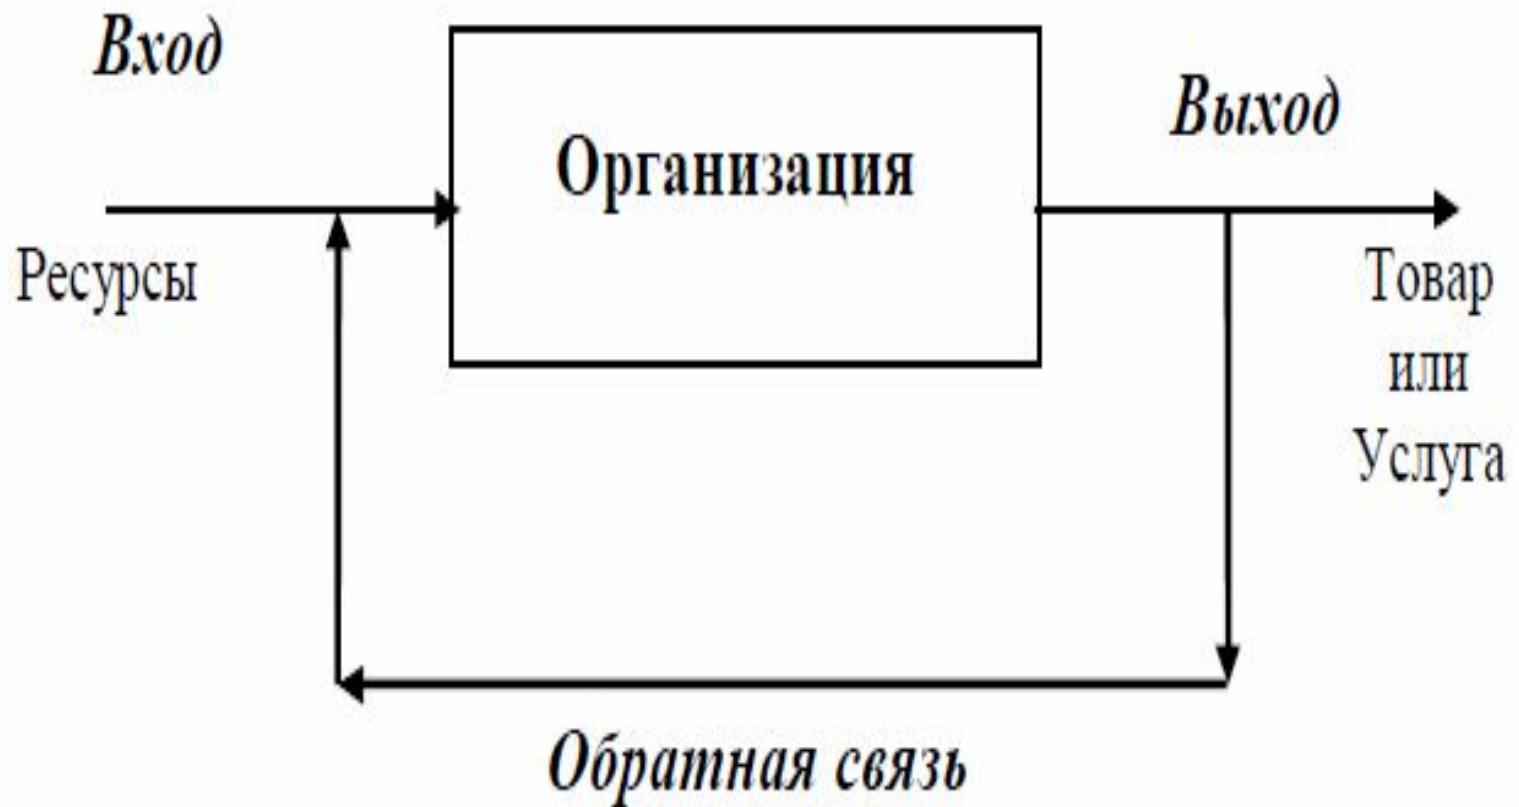 Вход
Организация
Выход
Ресурсы
Товар
или
Услуга
Обратная связь